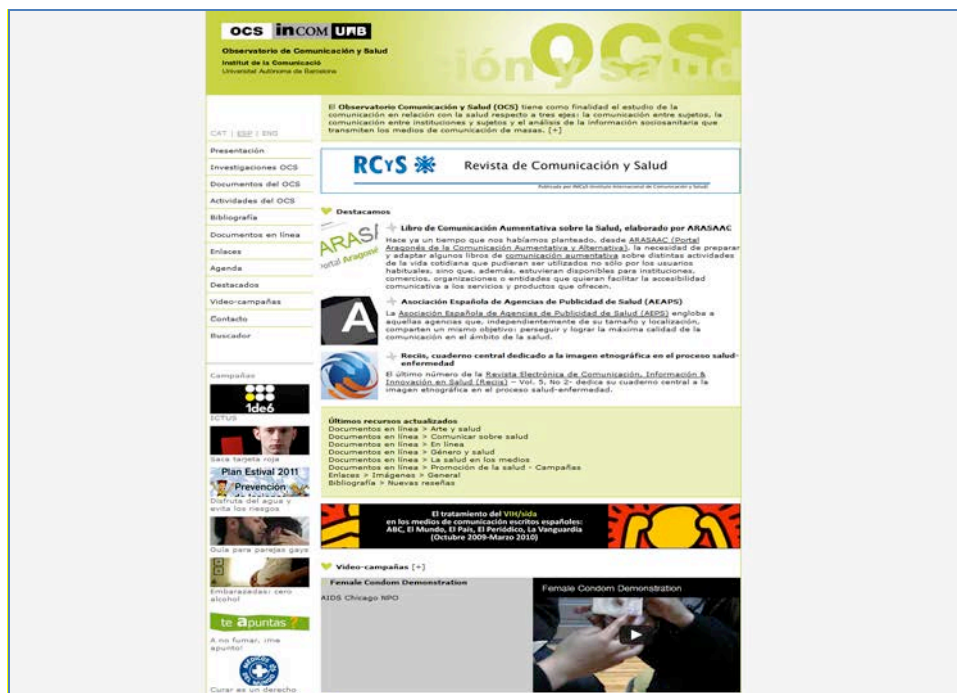 ocs incom UAB
Observatorio de Comunicación y Salud
Institut de la Comunicació
Universitat Autònoma de Barcelona
OCS
ión y salud
El Observatorio Comunicación y Salud (OCS) tiene como finalidad el estudio de la
comunicación en relación con la salud respecto a tres ejes: la comunicación entre sujetos, la
comunicación entre instituciones y sujetos y el análisis de la información sociosanitaria que
transmiten los medios de comunicación de masas. [+]
CAT | ESP | ENG
Presentación
Investigaciones OCS
Documentos del OCS
Actividades del OCS
Bibliografía
Documentos en línea
Enlaces
Agenda
Destacados
Video-campañas
Contacto
Buscador
RCYS Revista de Comunicación y Salud
Publicada por INICyS (Instituto Internacional de Comunicación y Salud)
Destacamos
ARASA
portal Aragonés
Libro de Comunicación Aumentativa sobre la Salud, elaborado por ARASAAC
Hace ya un tiempo que nos habíamos planteado, desde ARASAAC (Portal
Aragonés de la Comunicación Aumentativa y Alternativa), la necesidad de preparar
y adaptar algunos libros de comunicación aumentativa sobre distintas actividades
de la vida cotidiana que pudieran ser utilizados no sólo por los usuarios
habituales, sino que, además, estuvieran disponibles para instituciones,
comercios, organizaciones o entidades que quieran facilitar la accesibilidad
comunicativa a los servicios y productos que ofrecen.
A
Asociación Española de Agencias de Publicidad de Salud (AEAPS)
La Asociación Española de Agencias de Publicidad de Salud (AEPS) engloba a
aquellas agencias que, independientemente de su tamaño y localización,
comparten un mismo objetivo: perseguir y lograr la máxima calidad de la
comunicación en el ámbito de la salud.
Reciis, cuaderno central dedicado a la imagen etnográfica en el proceso salud-
enfermedad
El último número de la Revista Electrónica de Comunicación, Información &
Innovación en Salud (Reciis) – Vol. 5, No 2- dedica su cuaderno central a la
imagen etnográfica en el proceso salud-enfermedad.
Campañas
1de6
ICTUS
Saca tarjeta roja
Plan Estival 2011
Prevención
Disfruta del agua y
evita los riesgos
Guía para parejas gays
Embarazadas: cero
alcohol
te apuntas?
A no fumar, ¡me
apunto!
MÉDICOS DEL MUNDO
Curar es un derecho
Últimos recursos actualizados
Documentos en línea > Arte y salud
Documentos en línea > Comunicar sobre salud
Documentos en línea > En línea
Documentos en línea > Género y salud
Documentos en línea > La salud en los medios
Documentos en línea > Promoción de la salud - Campañas
Enlaces > Imágenes > General
Bibliografía > Nuevas reseñas
El tratamiento del VIH/sida
en los medios de comunicación escritos españoles:
ABC, El Mundo, El País, El Periódico, La Vanguardia
(Octubre 2009-Marzo 2010)
Video-campañas [+]
Female Condom Demonstration
AIDS Chicago NPO
Female Condom Demonstration